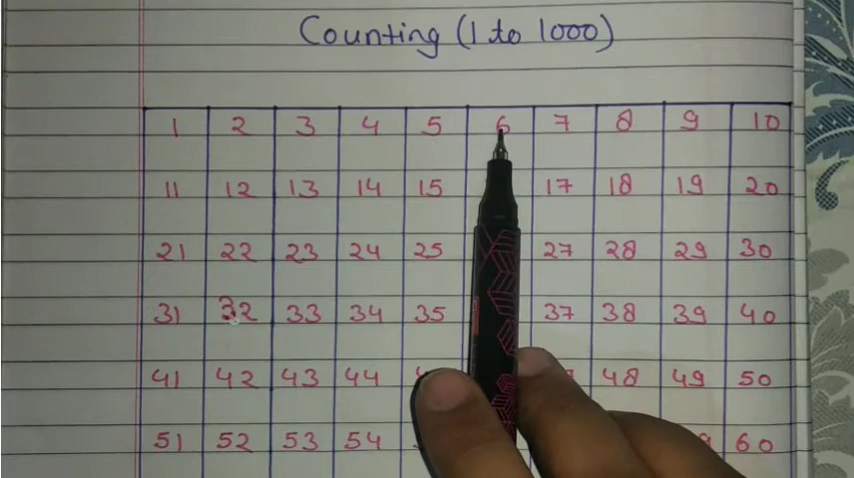 Counting (1 to 1000)
1 2 3 4 5 6 7 8 9 10
11 12 13 14 15 17 18 19 20
21 22 23 24 25 27 28 29 30
31 32 33 34 35 37 38 39 40
41 42 43 44 48 49 50
51 52 53 54 60